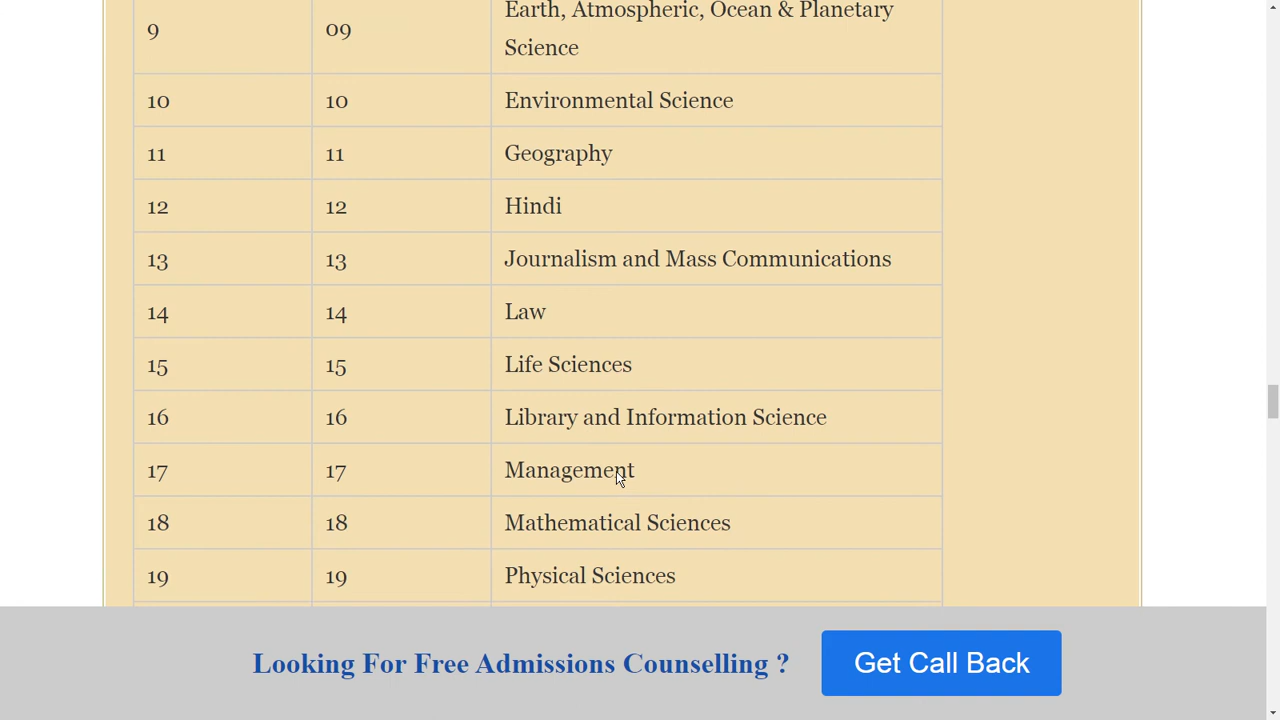 Earth, Atmospheric, Ocean & Planetary
9 09
Science
10 10 Environmental Science
11 11 Geography
12 12 Hindi
13 13 Journalism and Mass Communications
14 14 Law
15 15 Life Sciences
16 16 Library and Information Science
17 17 Management
18 18 Mathematical Sciences
19 19 Physical Sciences
Looking For Free Admissions Counselling ? Get Call Back